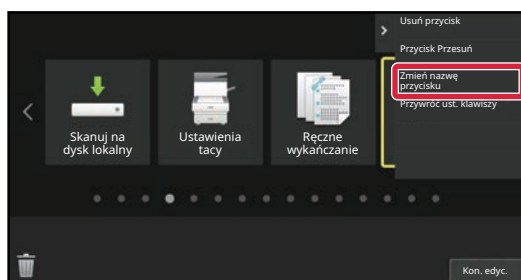 Usuń przycisk
Przycisk Przesuń
Zmień nazwę
przycisku
Przywróć ust. klawiszy
Skanuj na
dysk lokalny
Ustawienia
tacy
Ręczne
wykańczanie
Kon. edyc.